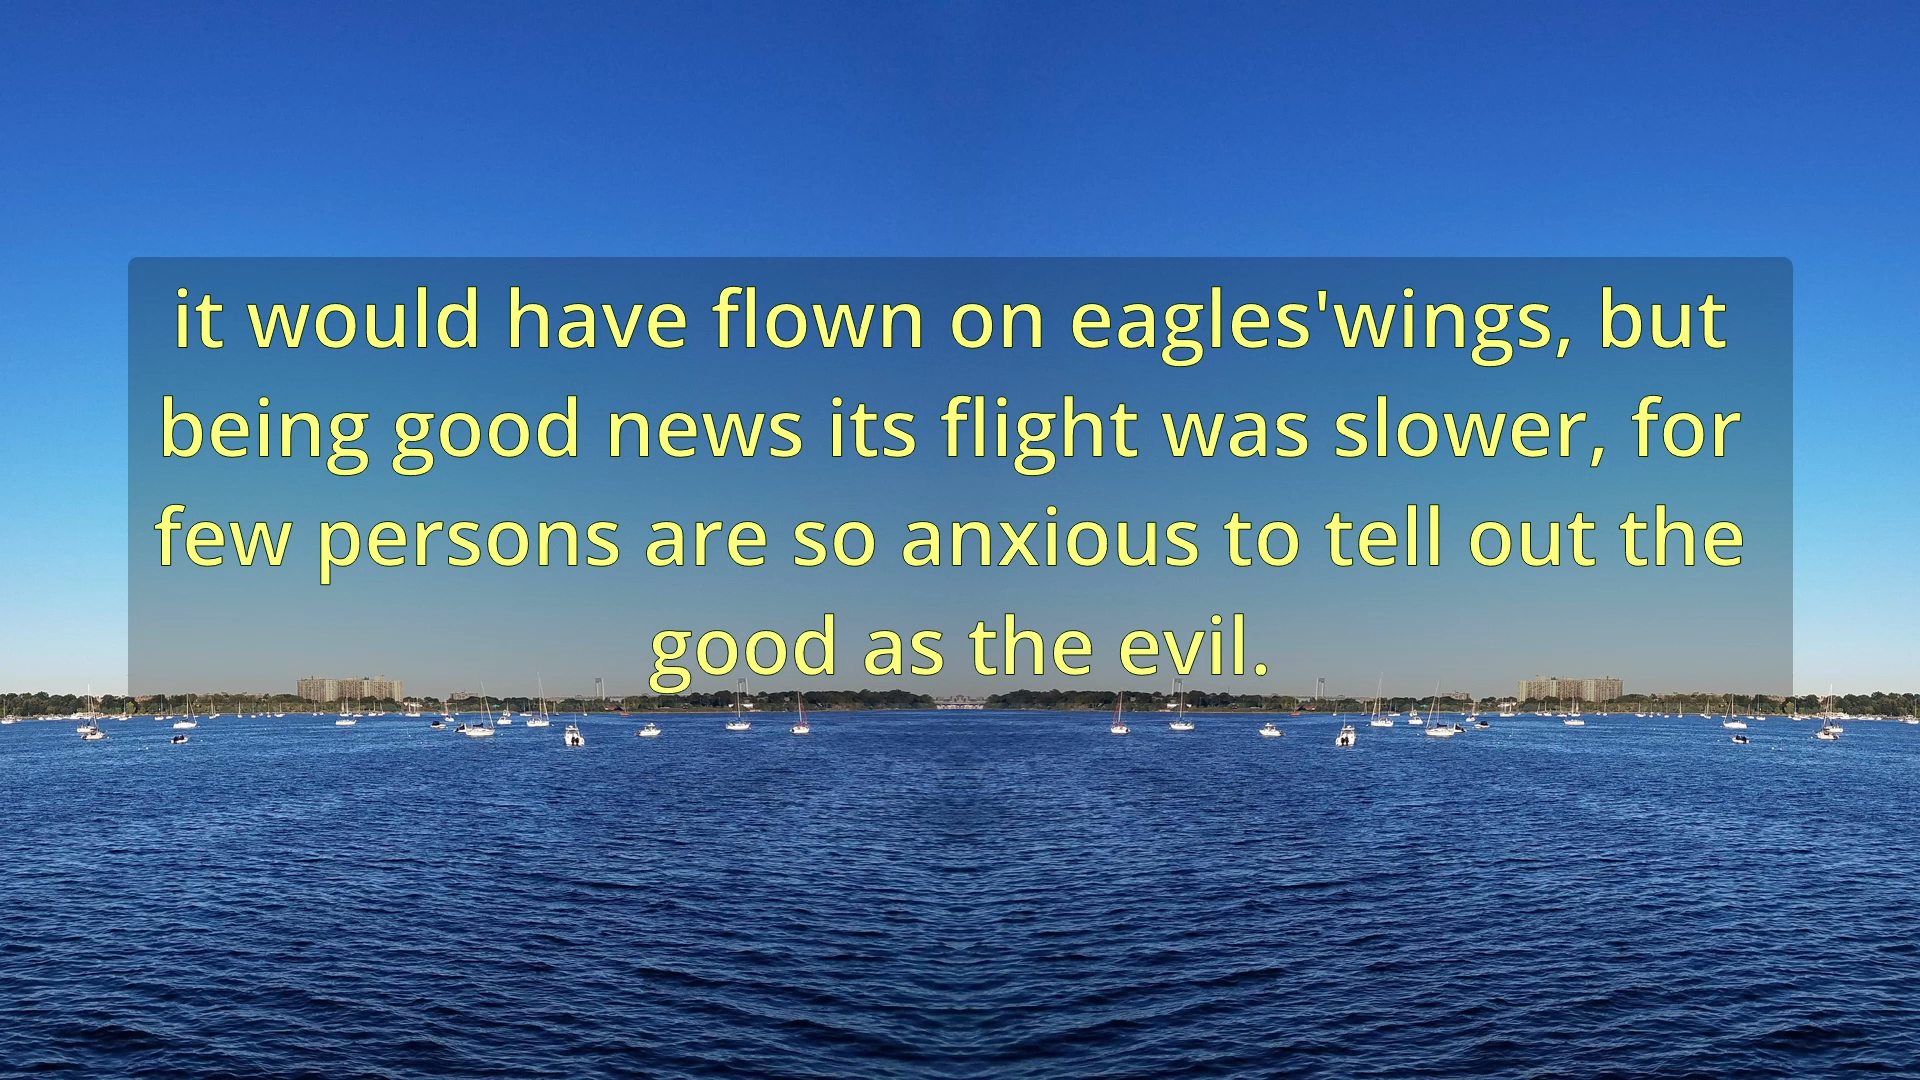 it would have flown on eagles'wings, but
being good news its flight was slower, for
few persons are so anxious to tell out the
good as the evil.